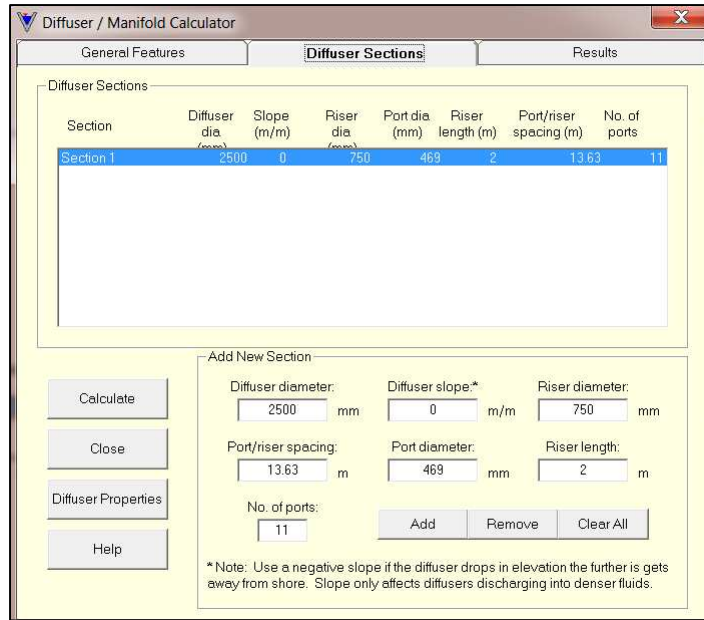 Diffuser / Manifold Calculator
X
General Features
Diffuser Sections
Results
Diffuser Sections
Section Diffuser dia (mm) Slope (m/m) Riser dia (mm) Port dia (mm) Riser length (m) Port/riser spacing (m) No. of ports
Section 1 2500 0 750 469 2 13.63 11
Calculate
Close
Diffuser Properties
Help
Add New Section
Diffuser diameter: Diffuser slope:* Riser diameter:
2500 mm 0 m/m 750 mm
Port/riser spacing: Port diameter: Riser length:
13.63 m 469 mm 2 m
No. of ports:
11 Add Remove Clear All
*Note: Use a negative slope if the diffuser drops in elevation the further is gets
away from shore. Slope only affects diffusers discharging into denser fluids.